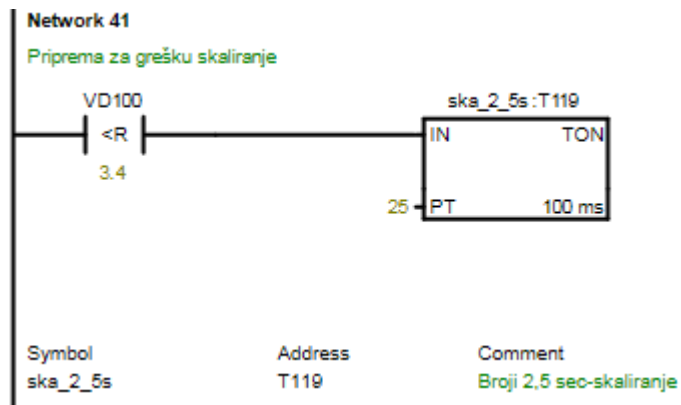 Network 41
Priprema za grešku skaliranje
VD100
<R
3.4
ska_2_5s:T119
IN TON
25 PT 100 ms
Symbol Address Comment
ska_2_5s T119 Broji 2,5 sec-skaliranje